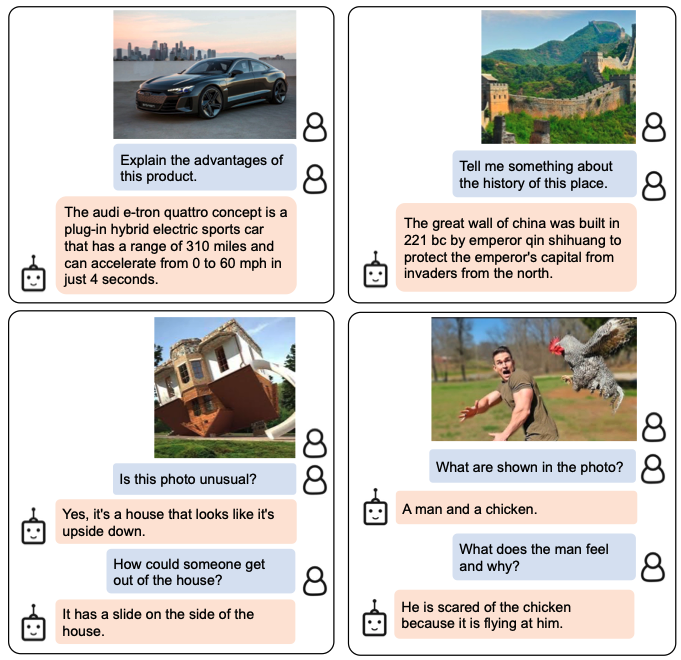 Explain the advantages of
this product.
The audi e-tron quattro concept is a
plug-in hybrid electric sports car
that has a range of 310 miles and
can accelerate from 0 to 60 mph in
just 4 seconds.
Tell me something about
the history of this place.
The great wall of china was built in
221 bc by emperor qin shihuang to
protect the emperor's capital from
invaders from the north.
Is this photo unusual?
Yes, it's a house that looks like it's
upside down.
How could someone get
out of the house?
It has a slide on the side of the
house.
What are shown in the photo?
A man and a chicken.
What does the man feel
and why?
He is scared of the chicken
because it is flying at him.